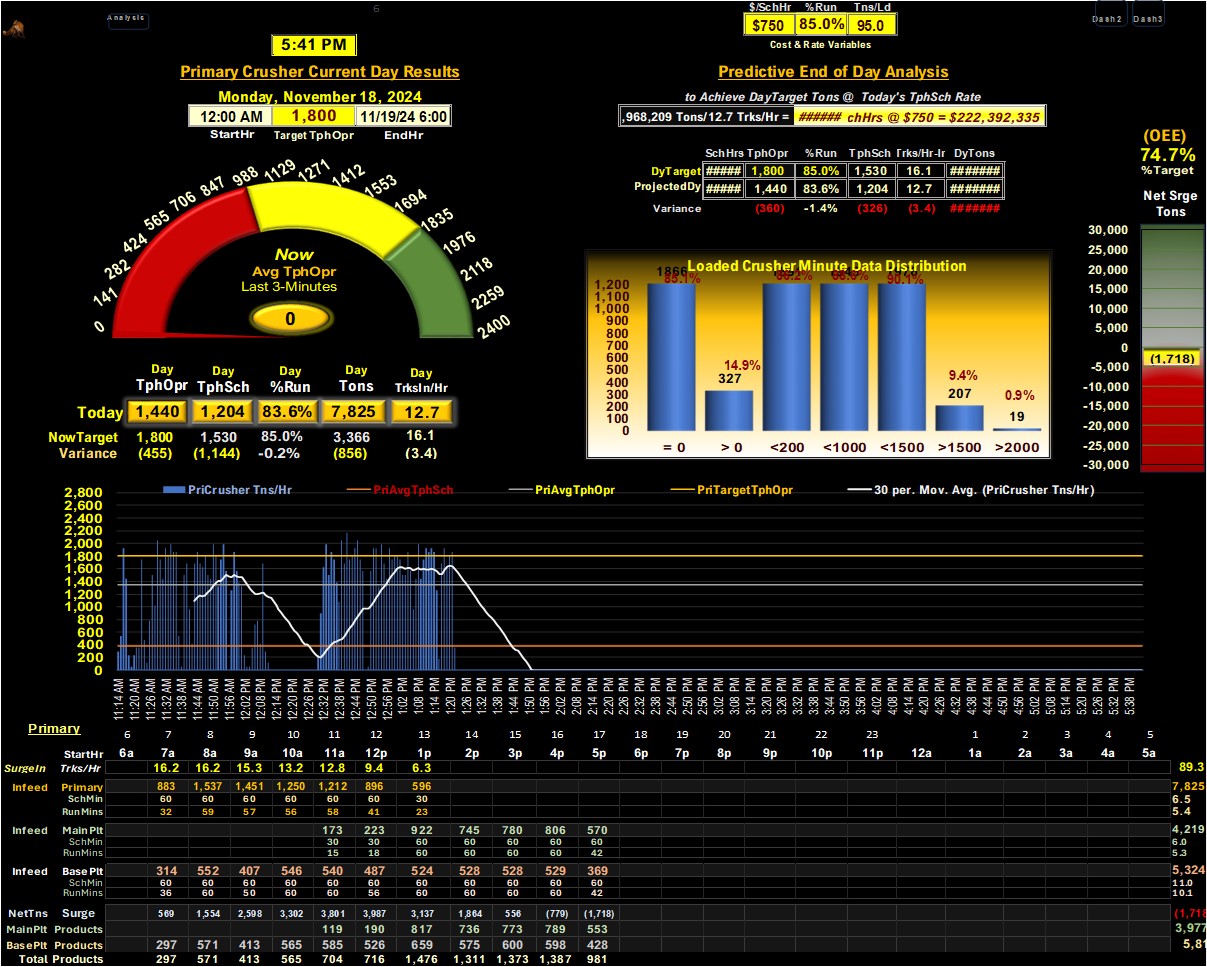 6
Analysis
$/SchHr %Run Tns/Ld
$750 85.0% 95.0
Cost & Rate Variables
Dash2 Dash3
5:41 PM
Primary Crusher Current Day Results
Monday, November 18, 2024
12:00 AM 1,800 11/19/24 6:00
StartHr Target TphOpr EndHr
Predictive End of Day Analysis
to Achieve DayTarget Tons @ Today's TphSch Rate
,968,209 Tons/12.7 Trks/Hr = ###### chHrs @ $750 = $222,392,335
SchHrs TphOpr %Run TphSch Trks/Hr-Ir DyTons
DyTarget ##### 1,800 85.0% 1,530 16.1 #######
ProjectedDy ##### 1,440 83.6% 1,204 12.7 #######
Variance (360) -1.4% (326) (3.4) #######
(OEE)
74.7%
%Target
Net Srge
Tons
30,000
25,000
20,000
15,000
10,000
5,000
0
(1,718)
-5,000
-10,000
-15,000
-20,000
-25,000
-30,000
0 141 282 424 565 706 847 988 1129 1271 1412 1553 1694 1835 1976 2118 2259 2400
Now
Avg TphOpr
Last 3-Minutes
0
Day Day Day Day Day
TphOpr TphSch %Run Tons TrksIn/Hr
Today 1,440 1,204 83.6% 7,825 12.7
NowTarget 1,800 1,530 85.0% 3,366 16.1
Variance (455) (1,144) -0.2% (856) (3.4)
Loaded Crusher Minute Data Distribution
1866
85.1% 90.1%
1,200
1,100
1,000
900
800
700
600
500
400
300
200
100
0
14.9%
327
9.4%
207
0.9%
19
= 0 > 0 <200 <1000 <1500 >1500 >2000
PriCrusher Tns/Hr PriAvgTphSch PriAvgTphOpr PriTargetTphOpr 30 per. Mov. Avg. (PriCrusher Tns/Hr)
2,800
2,600
2,400
2,200
2,000
1,800
1,600
1,400
1,200
1,000
800
600
400
200
0
11:14 AM 11:20 AM 11:26 AM 11:32 AM 11:38 AM 11:44 AM 11:50 AM 11:56 AM 12:02 PM 12:08 PM 12:14 PM 12:20 PM 12:26 PM 12:32 PM 12:38 PM 12:44 PM 12:50 PM 12:56 PM 1:02 PM 1:08 PM 1:14 PM 1:20 PM 1:26 PM 1:32 PM 1:38 PM 1:44 PM 1:50 PM 1:56 PM 2:02 PM 2:08 PM 2:14 PM 2:20 PM 2:26 PM 2:32 PM 2:38 PM 2:44 PM 2:50 PM 2:56 PM 3:02 PM 3:08 PM 3:14 PM 3:20 PM 3:26 PM 3:32 PM 3:38 PM 3:44 PM 3:50 PM 3:56 PM 4:02 PM 4:08 PM 4:14 PM 4:20 PM 4:26 PM 4:32 PM 4:38 PM 4:44 PM 4:50 PM 4:56 PM 5:02 PM 5:08 PM 5:14 PM 5:20 PM 5:26 PM 5:32 PM 5:38 PM
Primary
6 7 8 9 10 11 12 13 14 15 16 17 18 19 20 21 22 23 1 2 3 4 5
StartHr 6a 7a 8a 9a 10a 11a 12p 1p 2p 3p 4p 5p 6p 7p 8p 9p 10p 11p 12a 1a 2a 3a 4a 5a
SurgeIn Trks/Hr 16.2 16.2 15.3 13.2 12.8 9.4 6.3 89.3
Infeed Primary 883 1,537 1,451 1,250 1,212 896 596 7,825
SchMin 60 60 60 60 60 60 30 6.5
RunMins 32 59 57 56 58 41 23 5.4
Infeed Main Plt 173 223 922 745 780 806 570 4,219
SchMin 30 30 60 60 60 60 60 6.0
RunMins 15 18 60 60 60 60 42 5.3
Infeed Base Plt 314 552 407 546 540 487 524 528 528 529 369 5,324
SchMin 60 60 60 60 60 60 60 60 60 60 60 11.0
RunMins 36 60 50 60 60 56 60 60 60 60 42 10.1
NetTns Surge 569 1,554 2,598 3,302 3,801 3,987 3,137 1,864 556 (779) (1,718) (1,718
MainPlt Products 119 190 817 736 773 789 553 3,977
BasePlt Products 297 571 413 565 585 526 659 575 600 598 428 5,81
Total Products 297 571 413 565 704 716 1,476 1,311 1,373 1,387 981